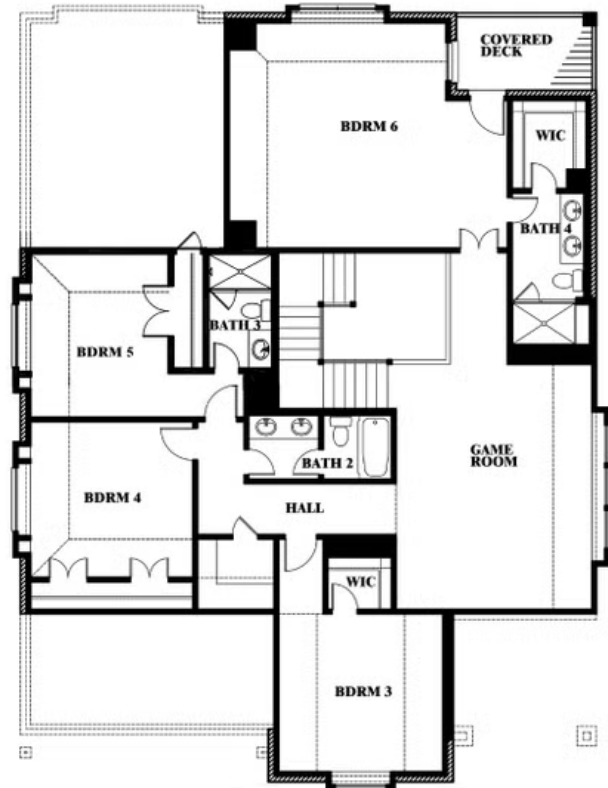 COVERED
DECK
BDRM 6
WIC
BATH 4
BATH 3
BDRM 5
GAME
ROOM
BATH 2
BDRM 4
HALL
WIC
BDRM 3